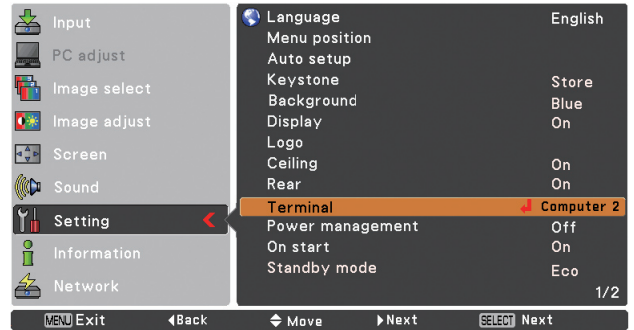 Input
PC adjust
Image select
Image adjust
Screen
Sound
Setting
Information
Network
Language English
Menu position
Auto setup
Keystone Store
Background Blue
Display On
Logo
Ceiling On
Rear On
Terminal Computer 2
Power management Off
On start On
Standby mode Eco
1/2
MENU Exit Back Move Next SELECT Next